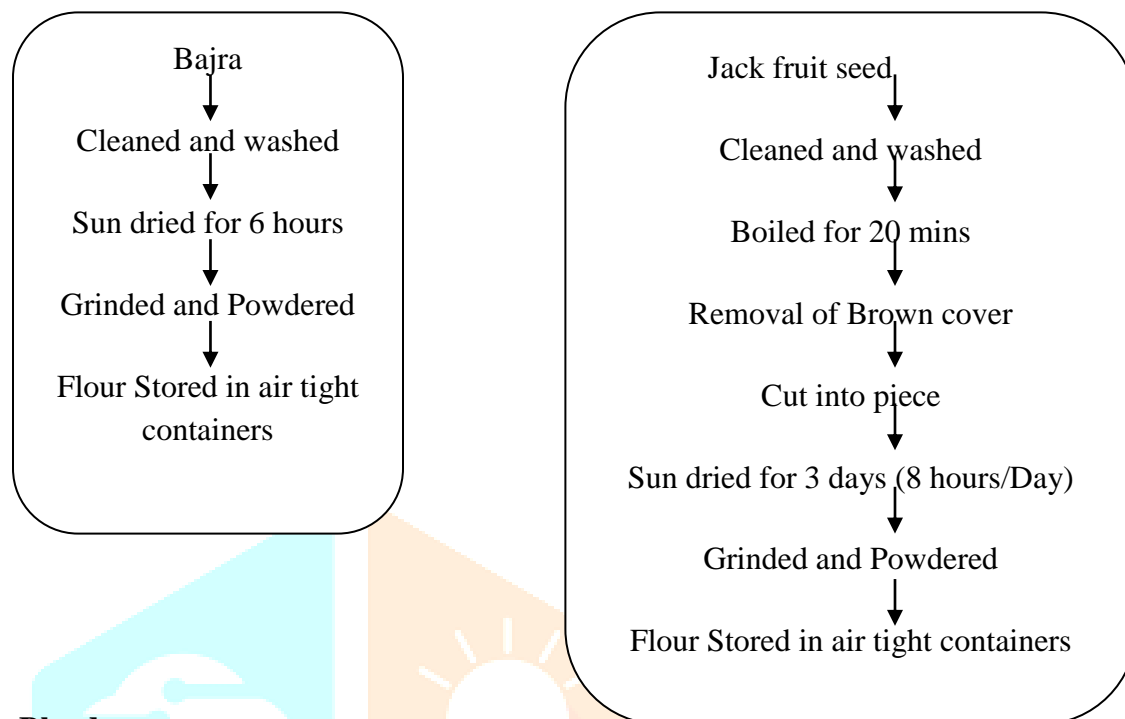 Bajra
Cleaned and washed
Sun dried for 6 hours
Grinded and Powdered
Flour Stored in air tight
containers
Jack fruit seed
Cleaned and washed
Boiled for 20 mins
Removal of Brown cover
Cut into piece
Sun dried for 3 days (8 hours/Day)
Grinded and Powdered
Flour Stored in air tight containers